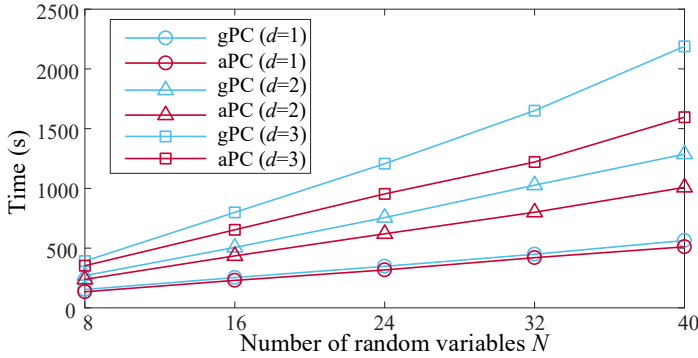 2500
2000
1500
1000
500
0
Time (s)
gPC (d=1)
aPC (d=1)
gPC (d=2)
aPC (d=2)
gPC (d=3)
aPC (d=3)
8 16 24 32 40
Number of random variables N